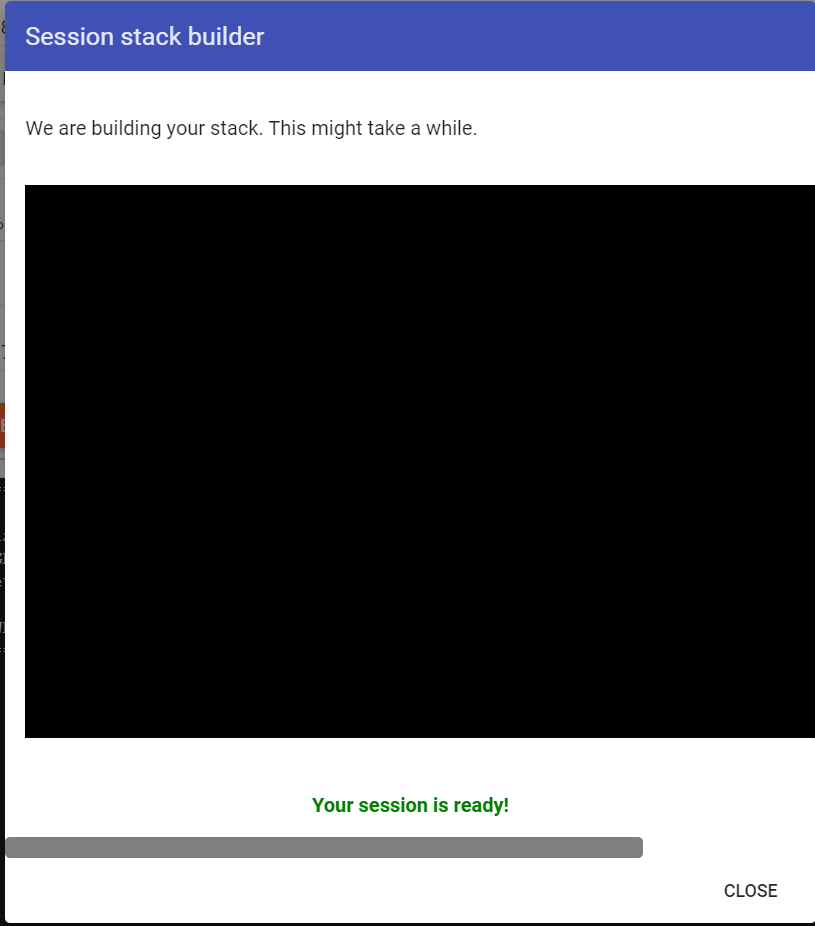 Session stack builder
We are building your stack. This might take a while.
Your session is ready!
CLOSE